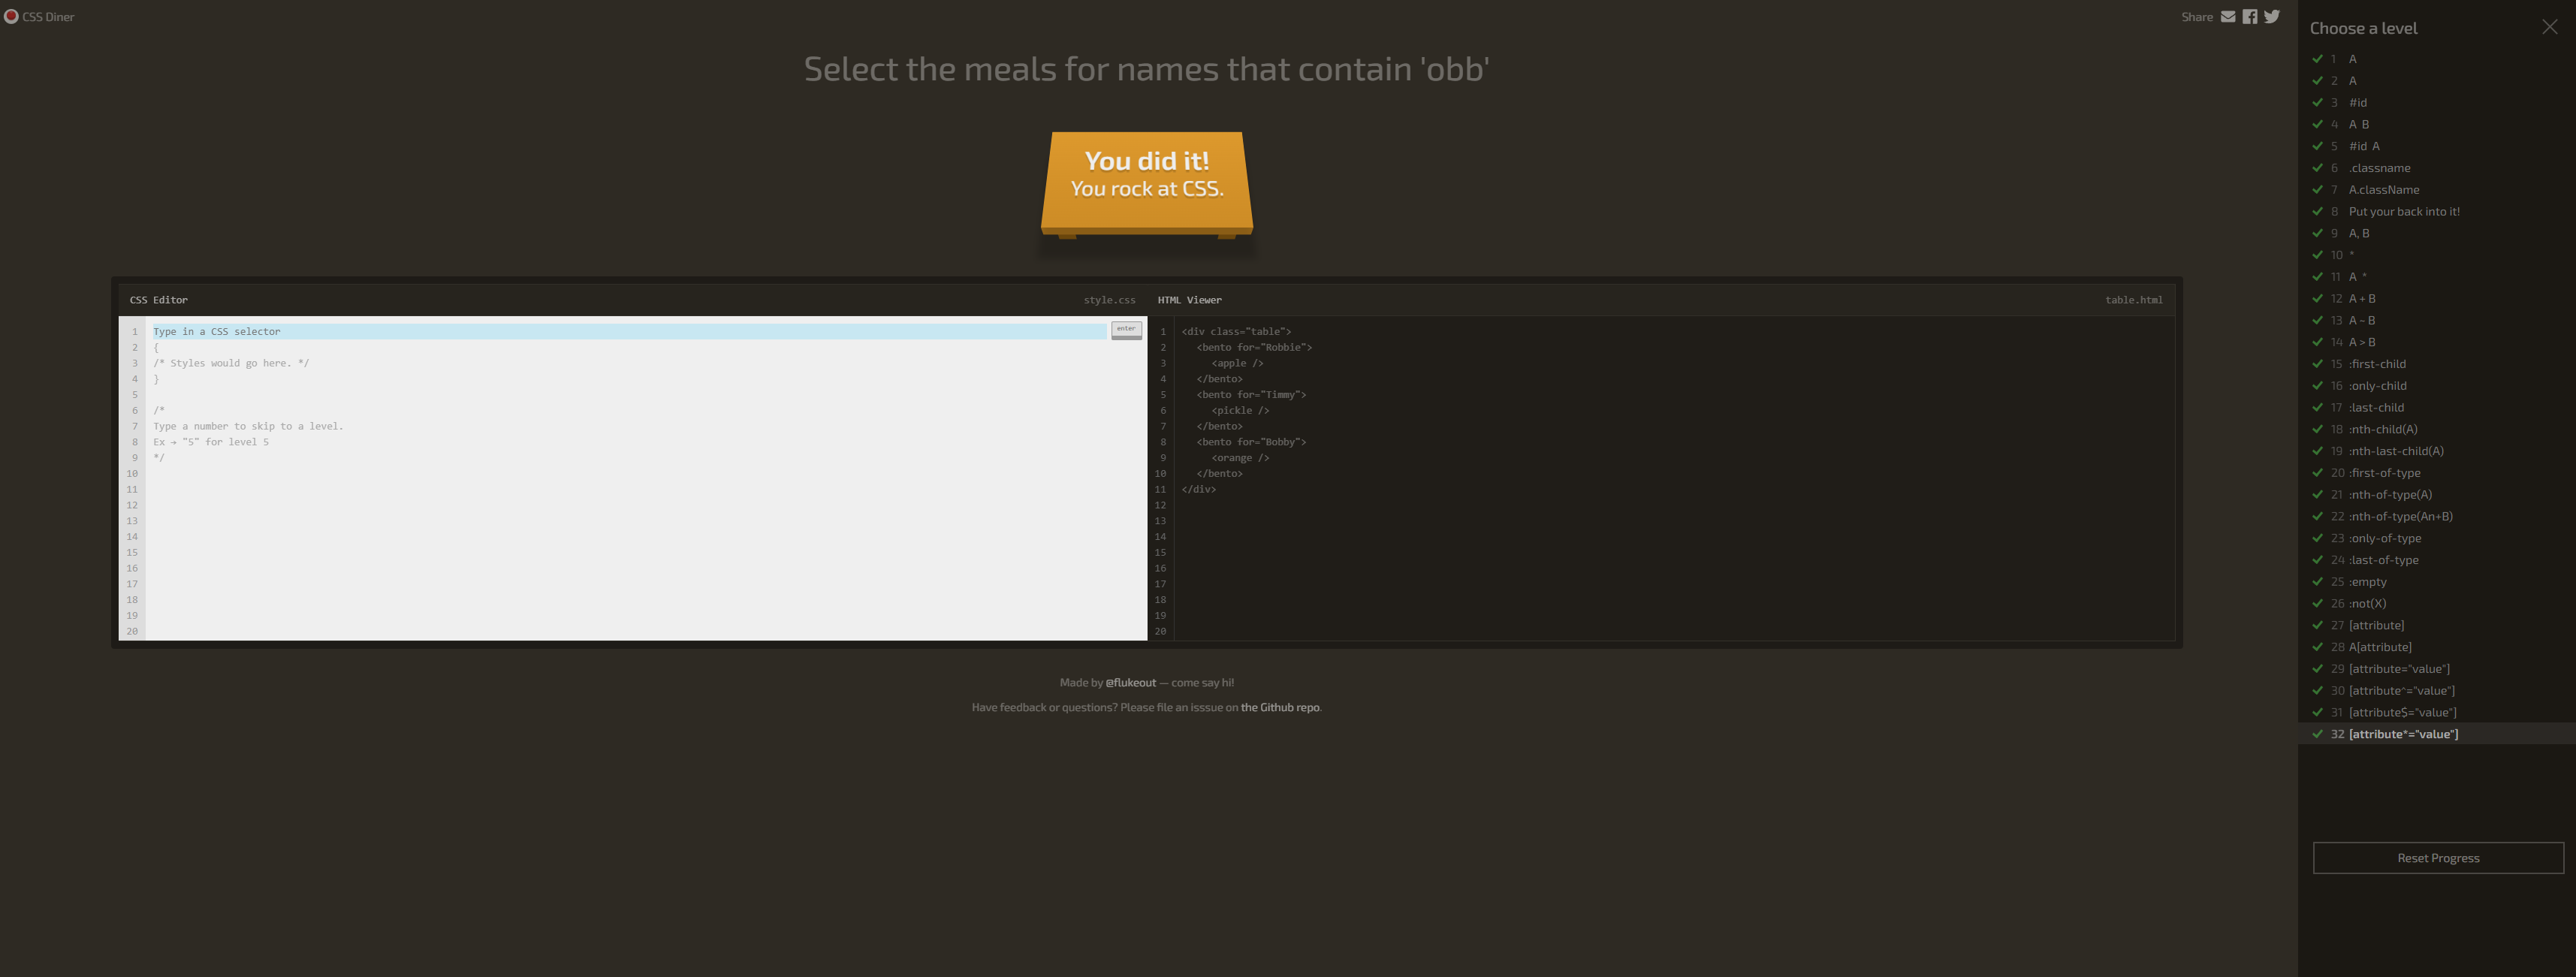 CSS Diner
Share
Select the meals for names that contain 'obb'
You did it!
You rock at CSS.
CSS Editor
style.css
1 Type in a CSS selector
enter
2 {
3 /* Styles would go here. */
4 }
5
6 /*
7 Type a number to skip to a level.
8 Ex → "5" for level 5
9 */
10
11
12
13
14
15
16
17
18
19
20
HTML Viewer
table.html
1 <div class="table">
2 <bento for="Robbie">
3 <apple />
4 </bento>
5 <bento for="Timmy">
6 <pickle />
7 </bento>
8 <bento for="Bobby">
9 <orange />
10 </bento>
11 </div>
12
13
14
15
16
17
18
19
20
Made by @flukeout — come say hi!
Have feedback or questions? Please file an isssue on the Github repo.
Choose a level
1 A
2 A
3 #id
4 A B
5 #id A
6 .classname
7 A.className
8 Put your back into it!
9 A, B
10 *
11 A *
12 A + B
13 A ~ B
14 A > B
15 :first-child
16 :only-child
17 :last-child
18 :nth-child(A)
19 :nth-last-child(A)
20 :first-of-type
21 :nth-of-type(A)
22 :nth-of-type(An+B)
23 :only-of-type
24 :last-of-type
25 :empty
26 :not(X)
27 [attribute]
28 A[attribute]
29 [attribute="value"]
30 [attribute^="value"]
31 [attribute$="value"]
32 [attribute*="value"]
Reset Progress